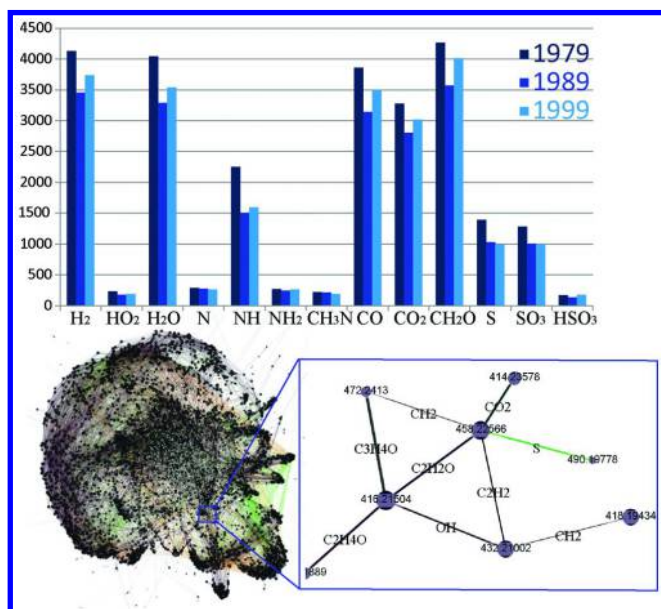 4500
4000
3500
3000
2500
2000
1500
1000
500
0
1979
1989
1999
H2 HO2 H2O N NH NH2 CH3N CO CO2 CH2O S SO3 HSO3
414.23578
472.2413
CH2
CO2
458.22566
C3H4O
S
490.19778
C2H2O
C2H2
416.21504
418.19434
OH
CH2
C2H4O
432.21002